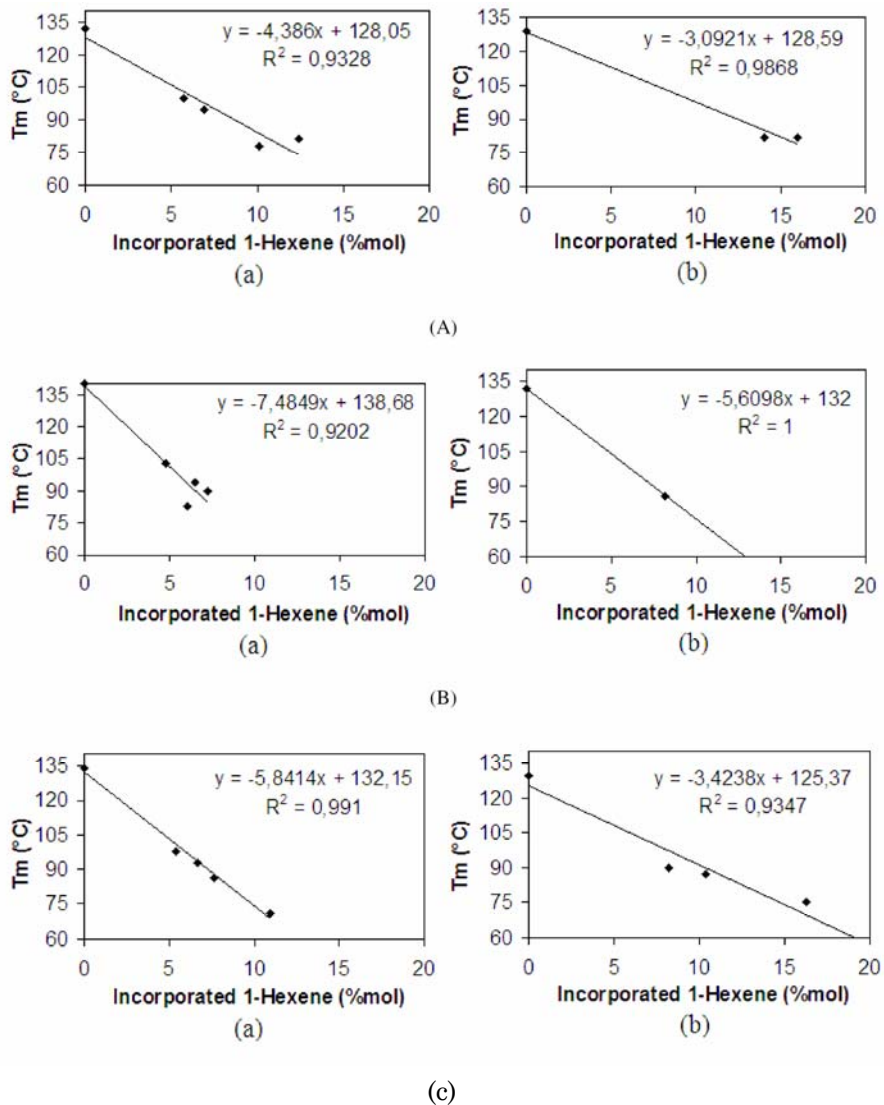 135
120
105
90
75
60
Tm (°C)
y = -4,386x + 128,05
R² = 0,9328
0 5 10 15 20
Incorporated 1-Hexene (%mol)
(a)
135
120
105
90
75
60
Tm (°C)
y = -3,0921x + 128,59
R² = 0,9868
0 5 10 15 20
Incorporated 1-Hexene (%mol)
(b)
(A)
135
120
105
90
75
60
Tm (°C)
y = -7,4849x + 138,68
R² = 0,9202
0 5 10 15 20
Incorporated 1-Hexene (%mol)
(a)
135
120
105
90
75
60
Tm (°C)
y = -5,6098x + 132
R² = 1
0 5 10 15 20
Incorporated 1-Hexene (%mol)
(b)
(B)
135
120
105
90
75
60
Tm (°C)
y = -5,8414x + 132,15
R² = 0,991
0 5 10 15 20
Incorporated 1-Hexene (%mol)
(a)
135
120
105
90
75
60
Tm (°C)
y = -3,4238x + 125,37
R² = 0,9347
0 5 10 15 20
Incorporated 1-Hexene (%mol)
(b)
(c)